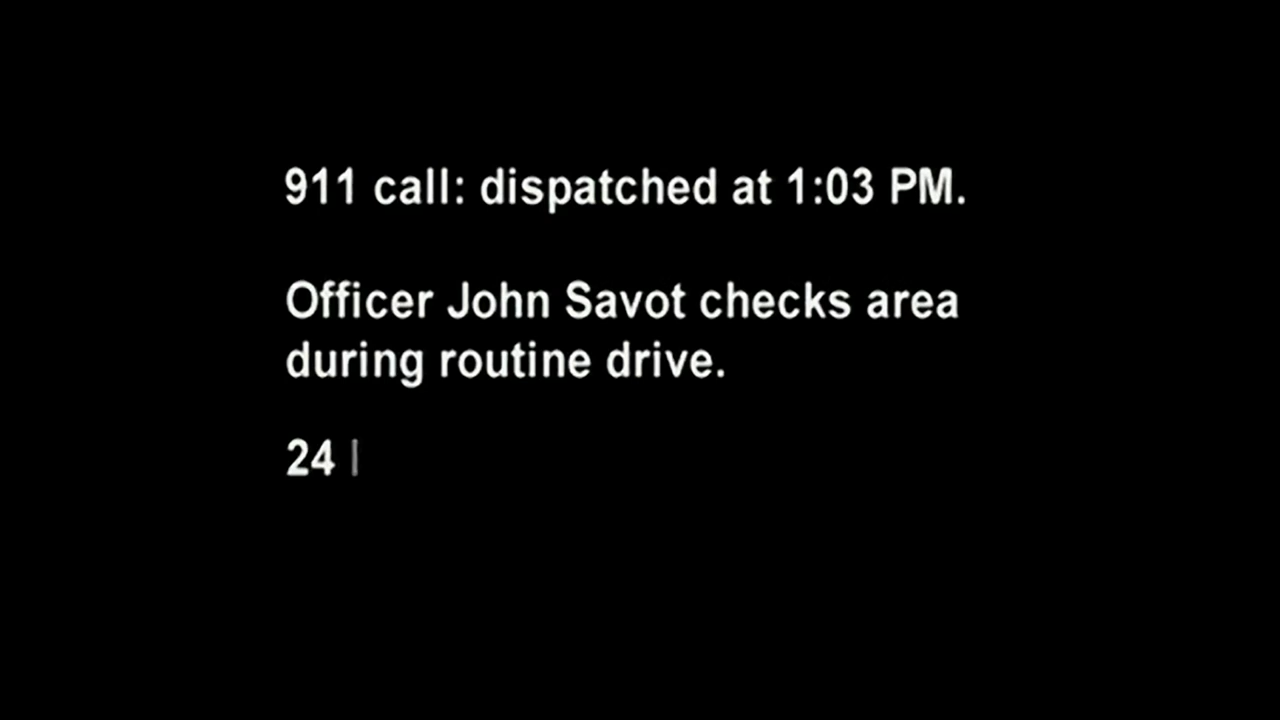 911 call: dispatched at 1:03 PM.
Officer John Savot checks area
during routine drive.
24